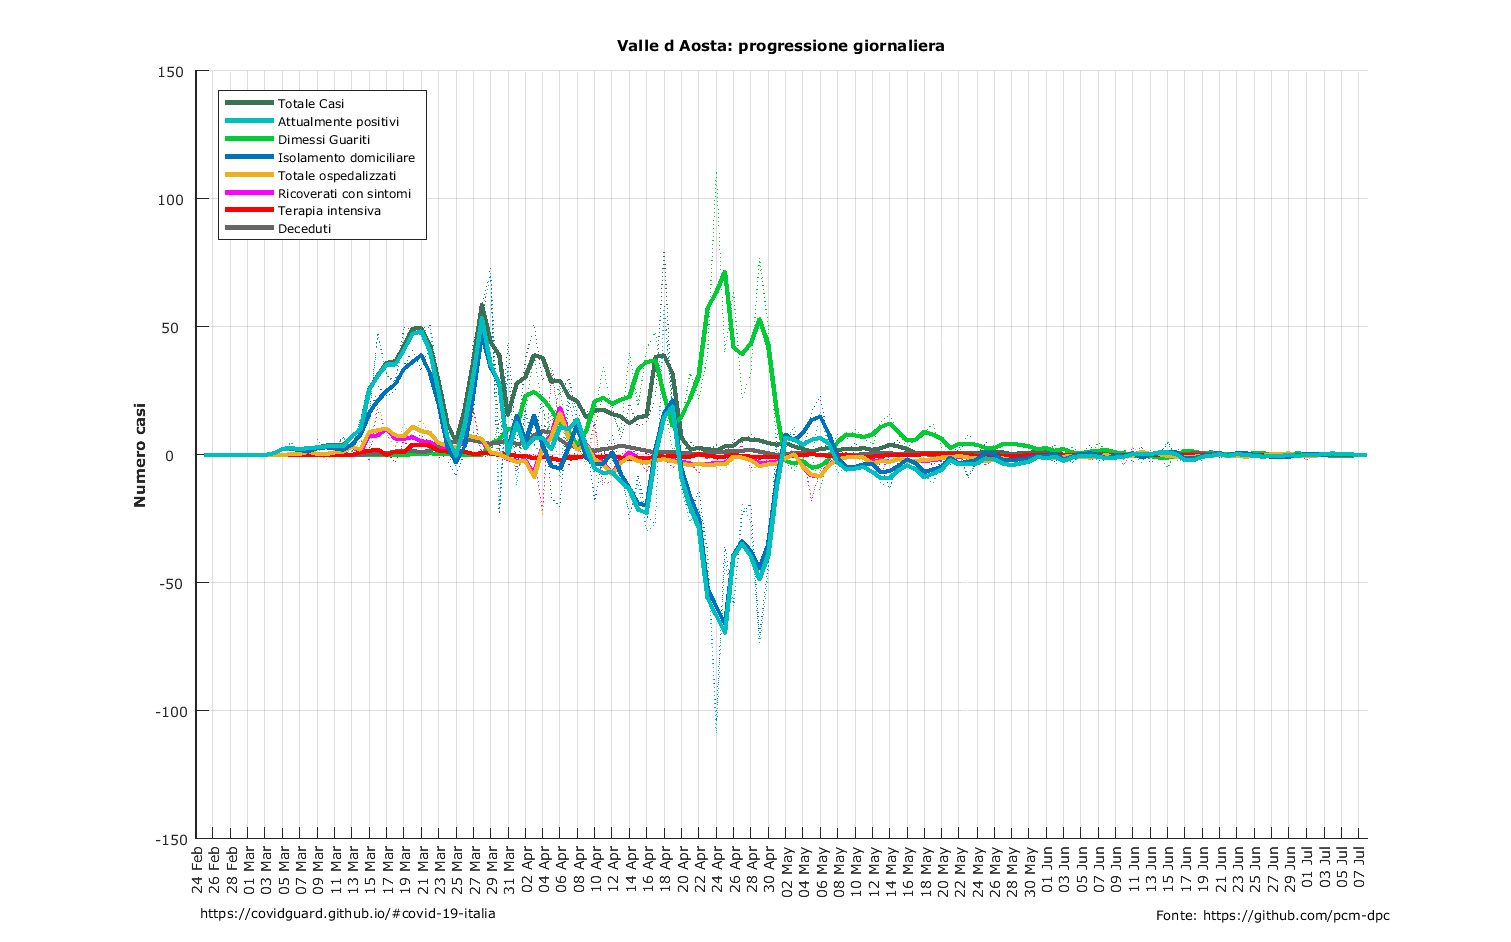 Valle d Aosta: progressione giornaliera
150
100
50
0
-50
-100
-150
Numero casi
Totale Casi
Attualmente positivi
Dimessi Guariti
Isolamento domiciliare
Totale ospedalizzati
Ricoverati con sintomi
Terapia intensiva
Deceduti
24 Feb
26 Feb
28 Feb
01 Mar
03 Mar
05 Mar
07 Mar
09 Mar
11 Mar
13 Mar
15 Mar
17 Mar
19 Mar
21 Mar
23 Mar
25 Mar
27 Mar
29 Mar
31 Mar
02 Apr
04 Apr
06 Apr
08 Apr
10 Apr
12 Apr
14 Apr
16 Apr
18 Apr
20 Apr
22 Apr
24 Apr
26 Apr
28 Apr
30 Apr
02 May
04 May
06 May
08 May
10 May
12 May
14 May
16 May
18 May
20 May
22 May
24 May
26 May
28 May
30 May
01 Jun
03 Jun
05 Jun
07 Jun
09 Jun
11 Jun
13 Jun
15 Jun
17 Jun
19 Jun
21 Jun
23 Jun
25 Jun
27 Jun
29 Jun
01 Jul
03 Jul
05 Jul
07 Jul
https://covidguard.github.io/#covid-19-italia
Fonte: https://github.com/pcm-dpc